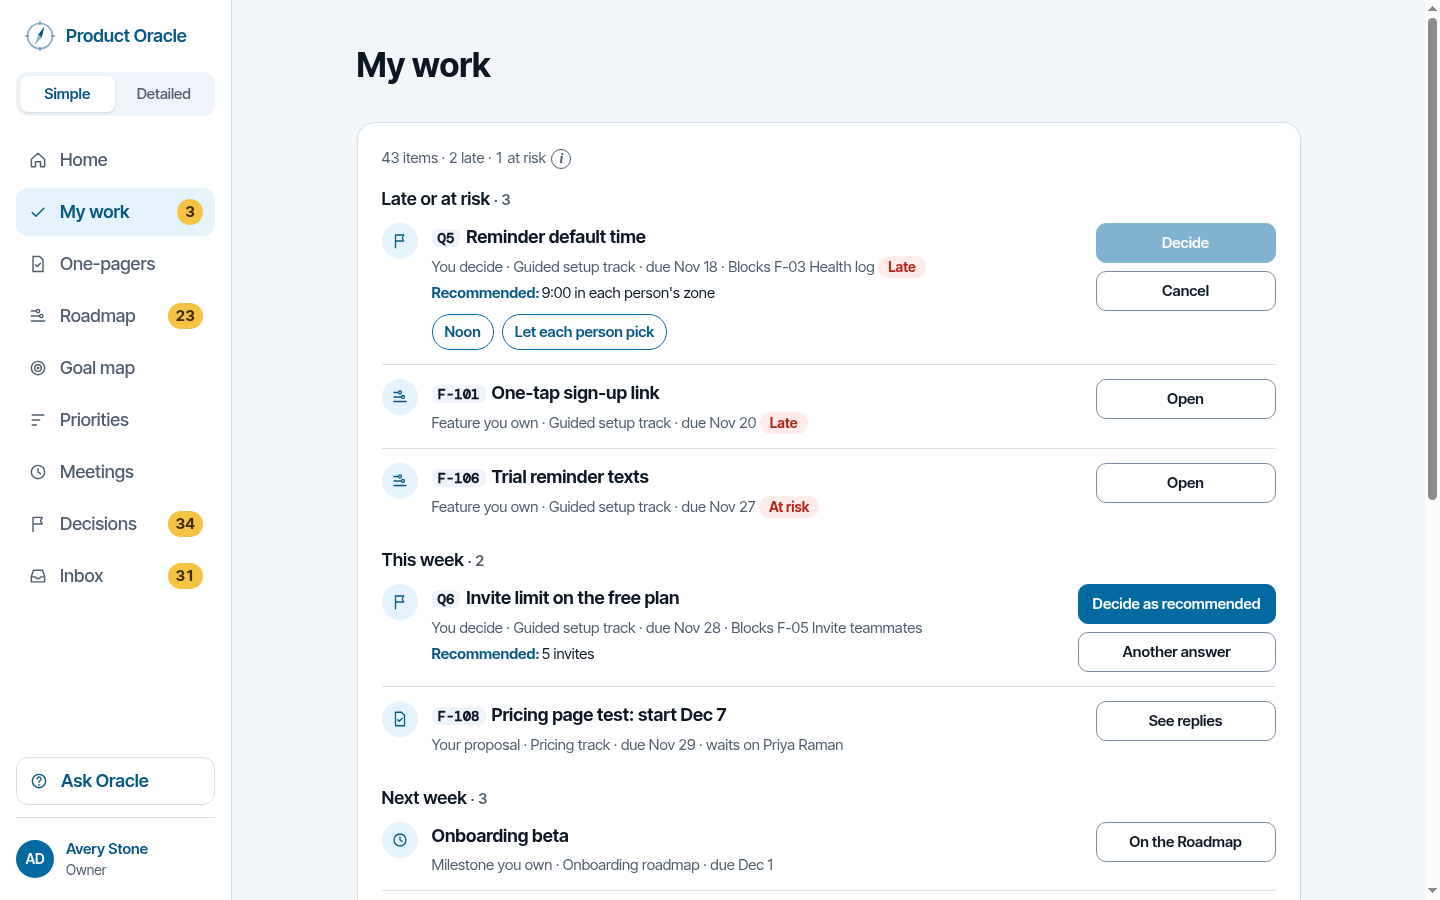 Product Oracle
Simple
Detailed
Home
My work
3
One-pagers
Roadmap
23
Goal map
Priorities
Meetings
Decisions
34
Inbox
31
Ask Oracle
AD
Avery Stone
Owner
My work
43 items · 2 late · 1 at risk i
Late or at risk · 3
Q5 Reminder default time
You decide · Guided setup track · due Nov 18 · Blocks F-03 Health log Late
Recommended: 9:00 in each person's zone
Noon
Let each person pick
Decide
Cancel
F-101 One-tap sign-up link
Feature you own · Guided setup track · due Nov 20 Late
Open
F-106 Trial reminder texts
Feature you own · Guided setup track · due Nov 27 At risk
Open
This week · 2
Q6 Invite limit on the free plan
You decide · Guided setup track · due Nov 28 · Blocks F-05 Invite teammates
Recommended: 5 invites
Decide as recommended
Another answer
F-108 Pricing page test: start Dec 7
Your proposal · Pricing track · due Nov 29 · waits on Priya Raman
See replies
Next week · 3
Onboarding beta
Milestone you own · Onboarding roadmap · due Dec 1
On the Roadmap